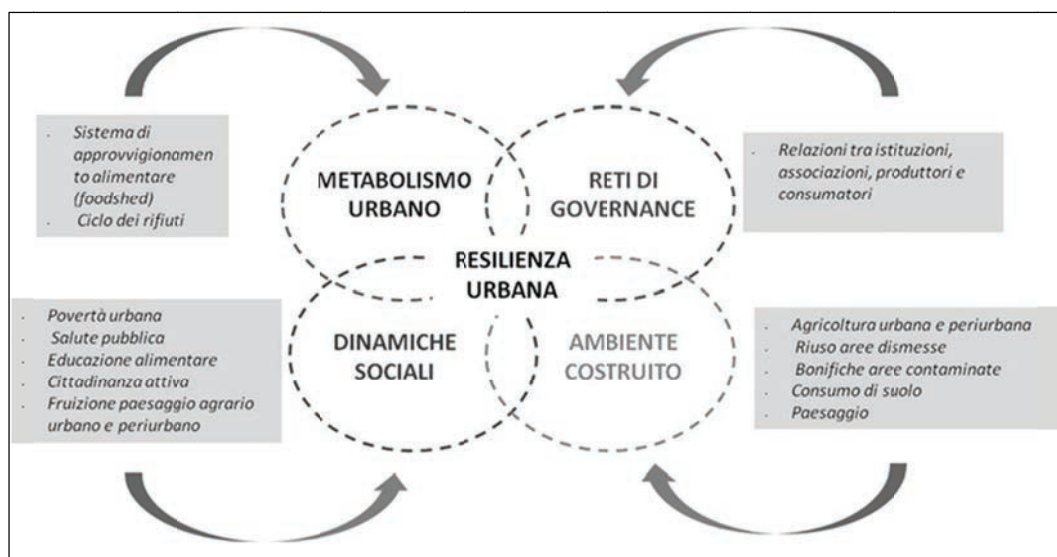 . Sistema di
approvvigionamen
to alimentare
(foodshed)
. Ciclo dei rifiuti
METABOLISMO
URBANO
RETI DI
GOVERNANCE
. Relazioni tra istituzioni,
associazioni, produttori e
consumatori
RESILIENZA
URBANA
. Povertà urbana
. Salute pubblica
. Educazione alimentare
. Cittadinanza attiva
. Fruizione paesaggio agrario
urbano e periurbano
DINAMICHE
SOCIALI
AMBIENTE
COSTRUITO
. Agricoltura urbana e periurbana
. Riuso aree dismesse
. Bonifiche aree contaminate
. Consumo di suolo
. Paesaggio